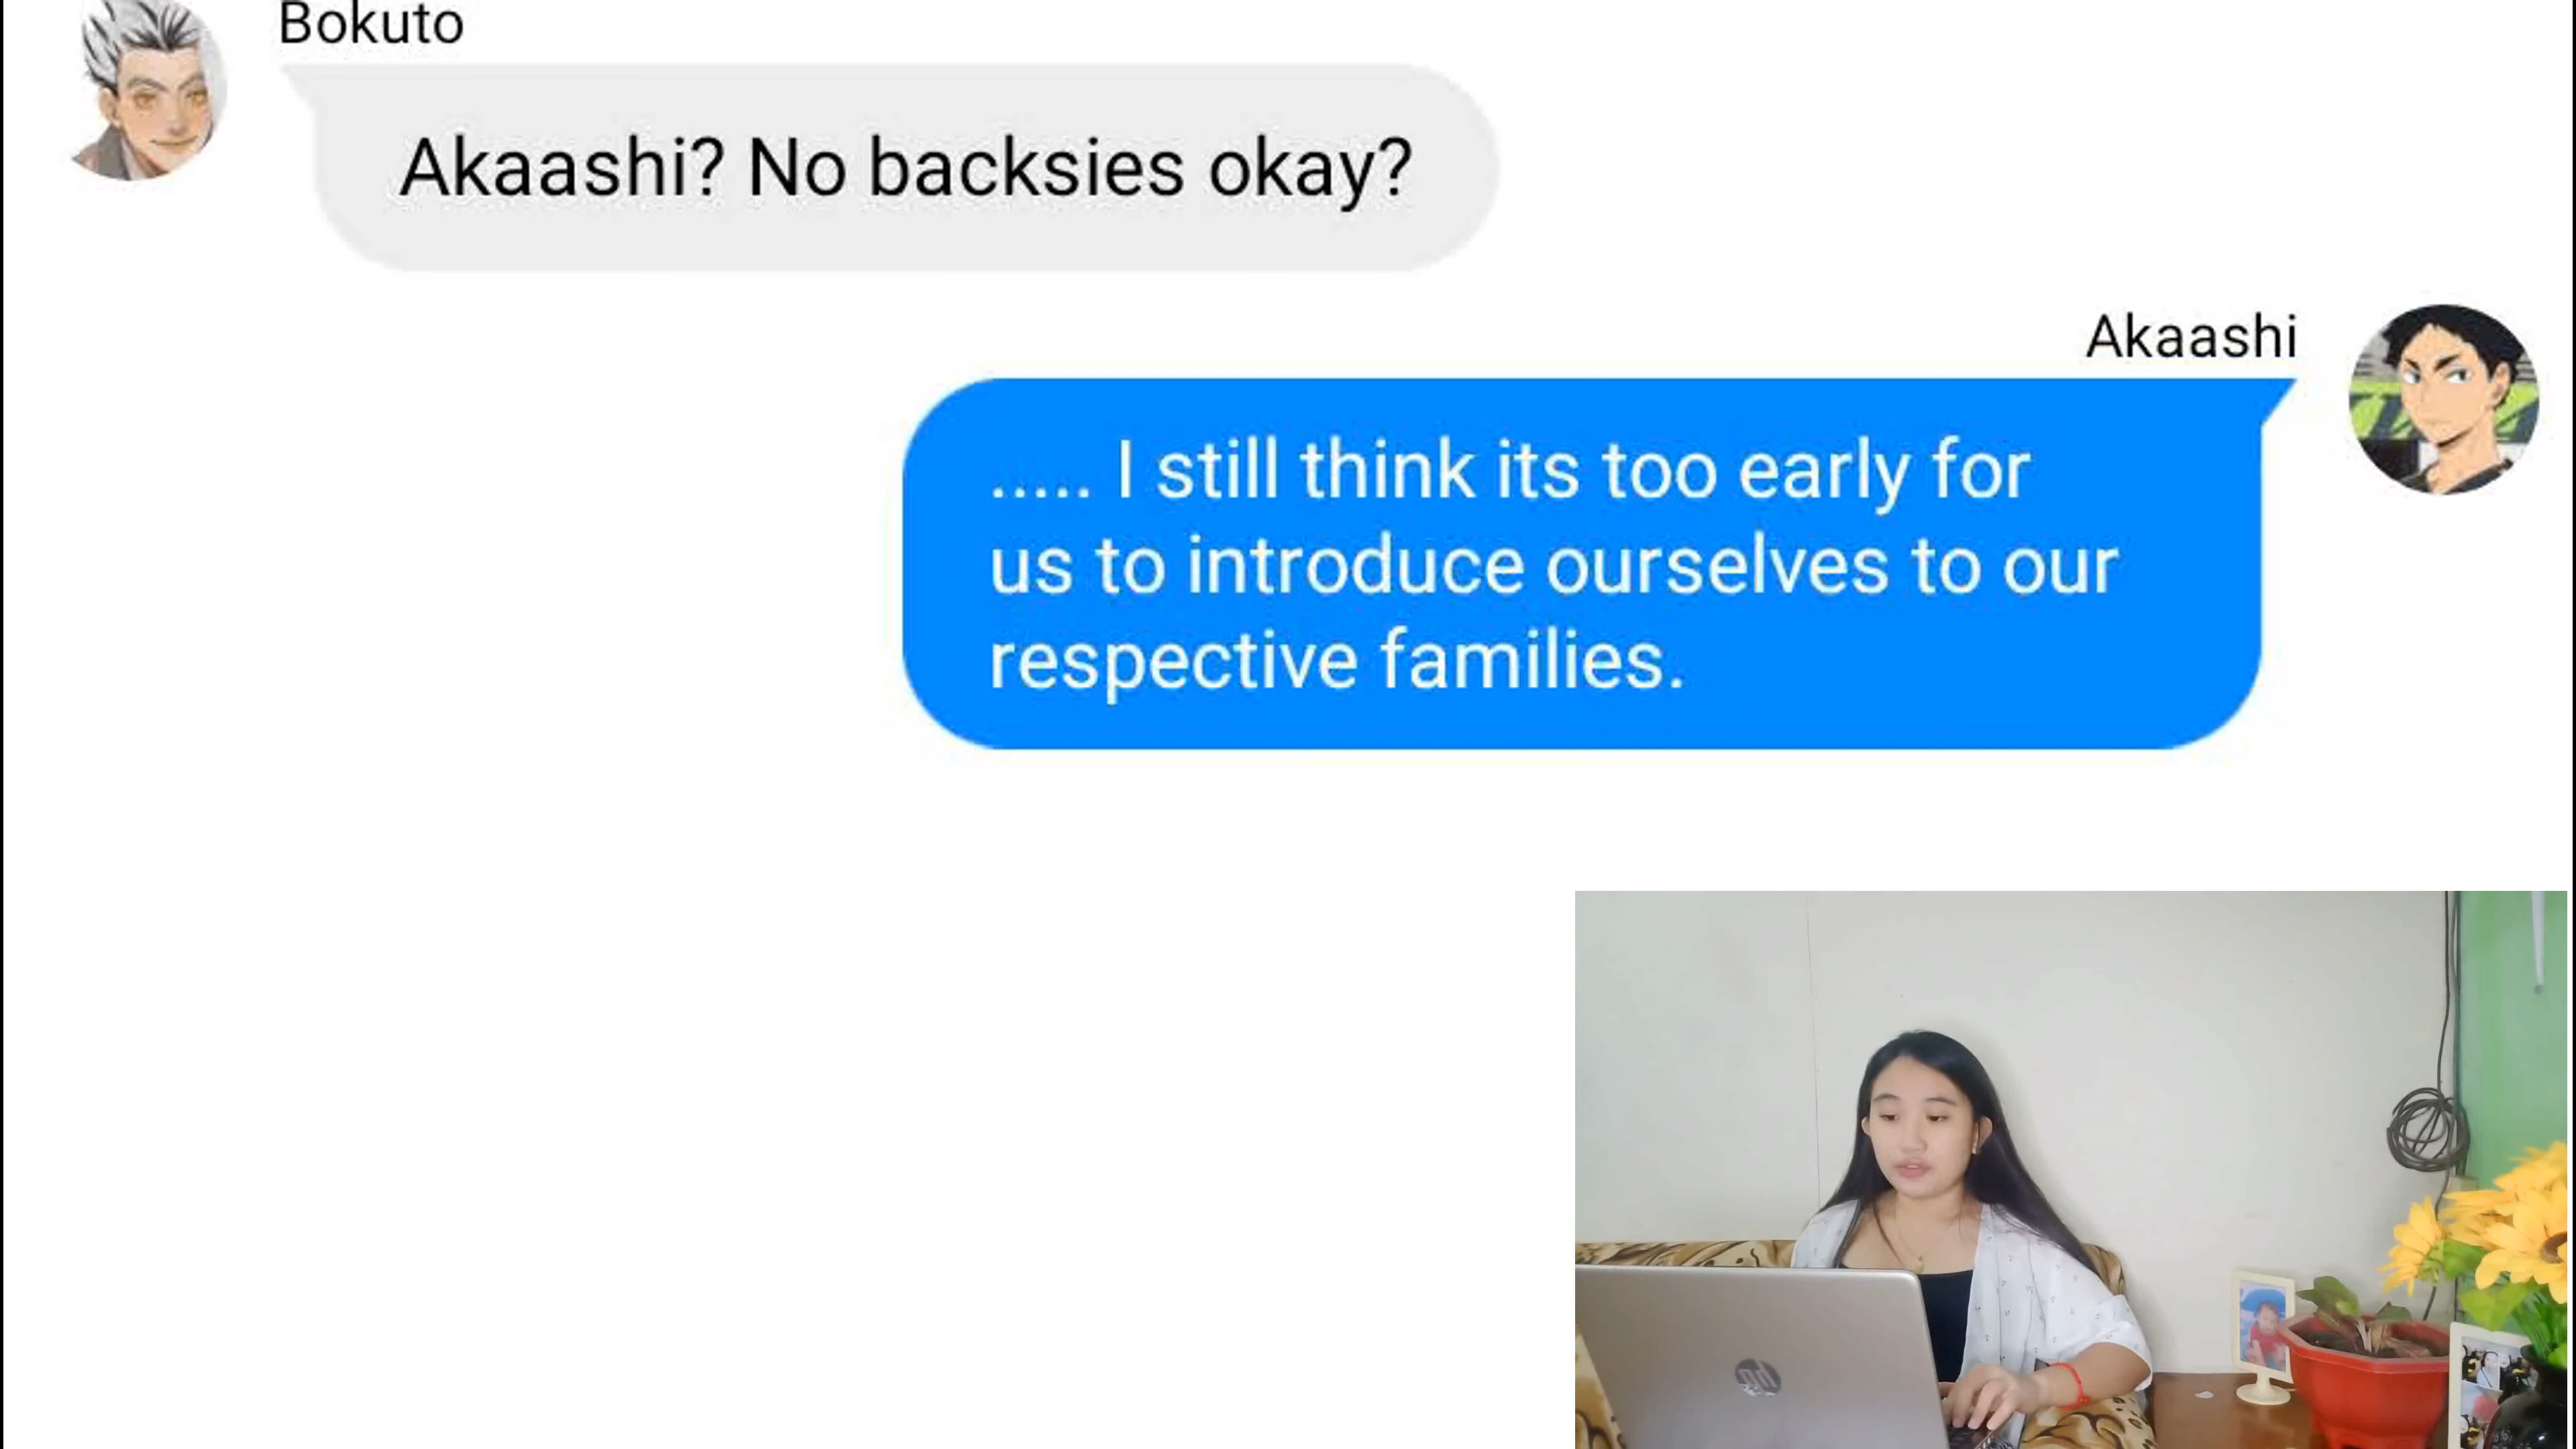 Bokuto
Akaashi? No backsies okay?
Akaashi
..... I still think its too early for
us to introduce ourselves to our
respective families.
hp